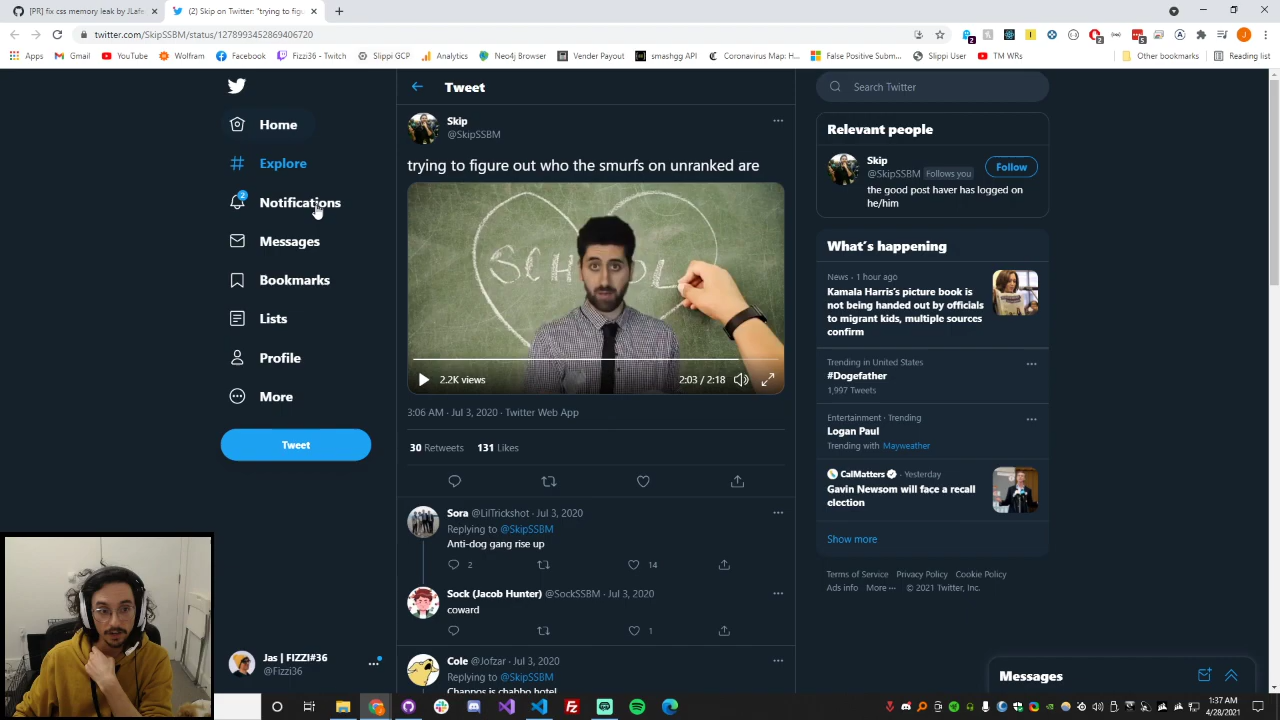 [PR] fix css memory leak by JLafe
(2) Skip on Twitter: "trying to figur
twitter.com/SkipSSBM/status/1278993452869406720
Apps
Gmail
YouTube
Wolfram
Fizzi36 - Twitch
Slippi GCP
Analytics
Neo4j Browser
Vender Payout
smashgg API
Coronavirus Map: H...
False Positive Sub...
Slippi User
TM WRs
Other bookmarks
Reading list
Home
Explore
2
Notifications
Messages
Bookmarks
Lists
Profile
More
Tweet
Jas | FIZZI#36
@Fizzi36
Tweet
Skip
@SkipSSBM
trying to figure out who the smurfs on unranked are
SCHOOL
2.2K views
2:03 / 2:18
3:06 AM · Jul 3, 2020 · Twitter Web App
30 Retweets 131 Likes
Sora @LilTrickshot · Jul 3, 2020
Replying to @SkipSSBM
Anti-dog gang rise up
2
14
Sock (Jacob Hunter) @SockSSBM · Jul 3, 2020
coward
1
Cole @Jofzar · Jul 3, 2020
Replying to @SkipSSBM
Search Twitter
Relevant people
Skip
@SkipSSBM Follows you
Follow
the good post haver has logged on
he/him
What's happening
News · 1 hour ago
Kamala Harris's picture book is
not being handed out by officials
to migrant kids, multiple sources
confirm
Trending in United States
#Dogefather
1,997 Tweets
Entertainment · Trending
Logan Paul
Trending with Mayweather
CalMatters · Yesterday
Gavin Newsom will face a recall
election
Show more
Terms of Service Privacy Policy Cookie Policy
Ads info More ··· © 2021 Twitter, Inc.
Messages
1:37 AM
4/28/2021